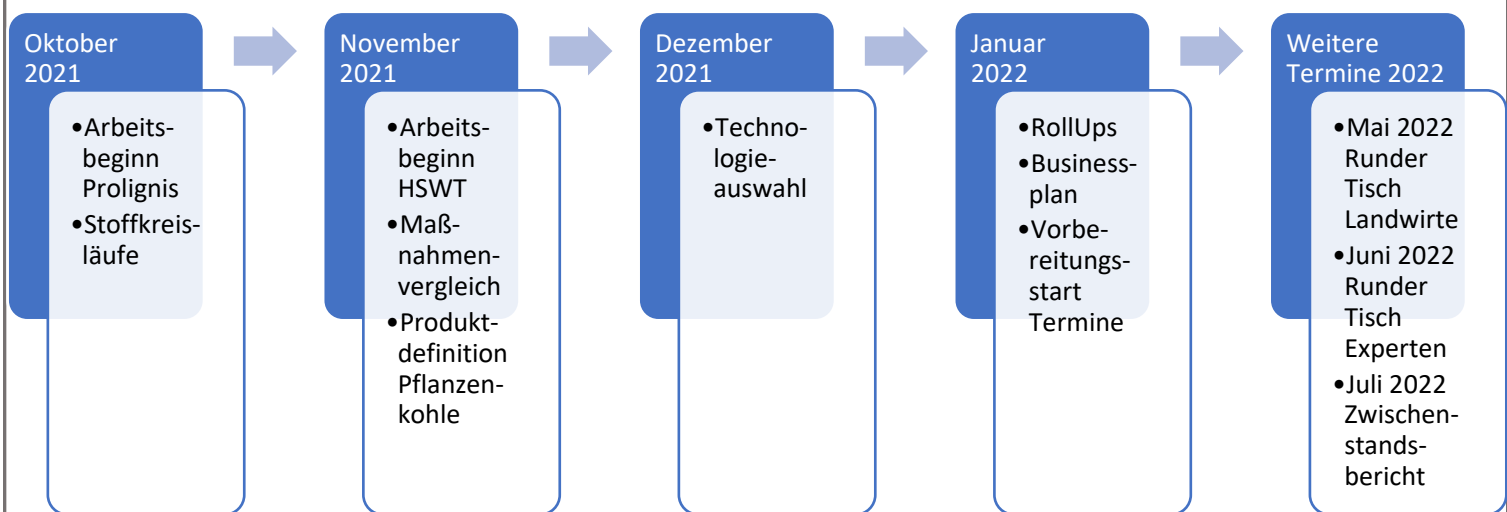 Oktober
2021
•Arbeits-
beginn
Prolignis
•Stoffkreis-
läufe
November
2021
•Arbeits-
beginn
HSWT
•Maß-
nahmen-
vergleich
•Produkt-
definition
Pflanzen-
kohle
Dezember
2021
•Techno-
logie-
auswahl
Januar
2022
•RollUps
•Business-
plan
•Vorbe-
reitungs-
start
Termine
Weitere
Termine 2022
•Mai 2022
Runder
Tisch
Landwirte
•Juni 2022
Runder
Tisch
Experten
•Juli 2022
Zwischen-
stands-
bericht